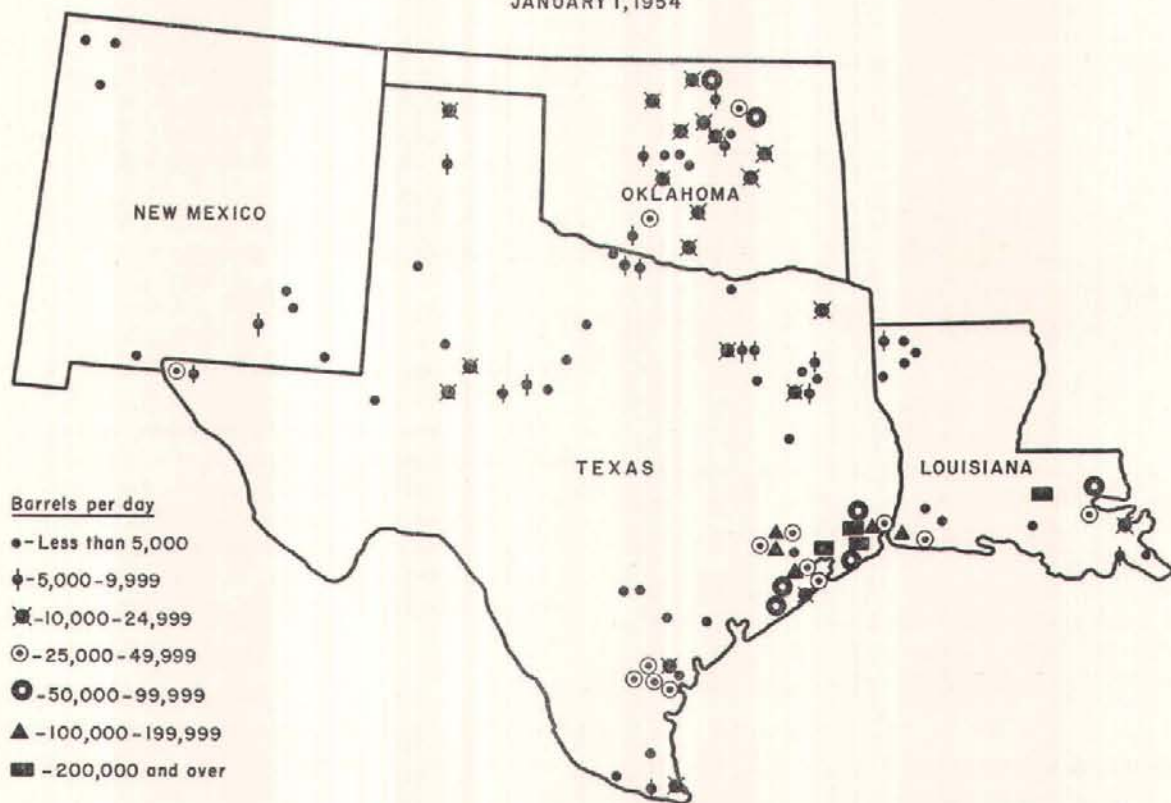 JANUARY 1, 1954
NEW MEXICO
OKLAHOMA
TEXAS
LOUISIANA
Barrels per day
-Less than 5,000
-5,000-9,999
-10,000-24,999
-25,000-49,999
-50,000-99,999
-100,000-199,999
-200,000 and over